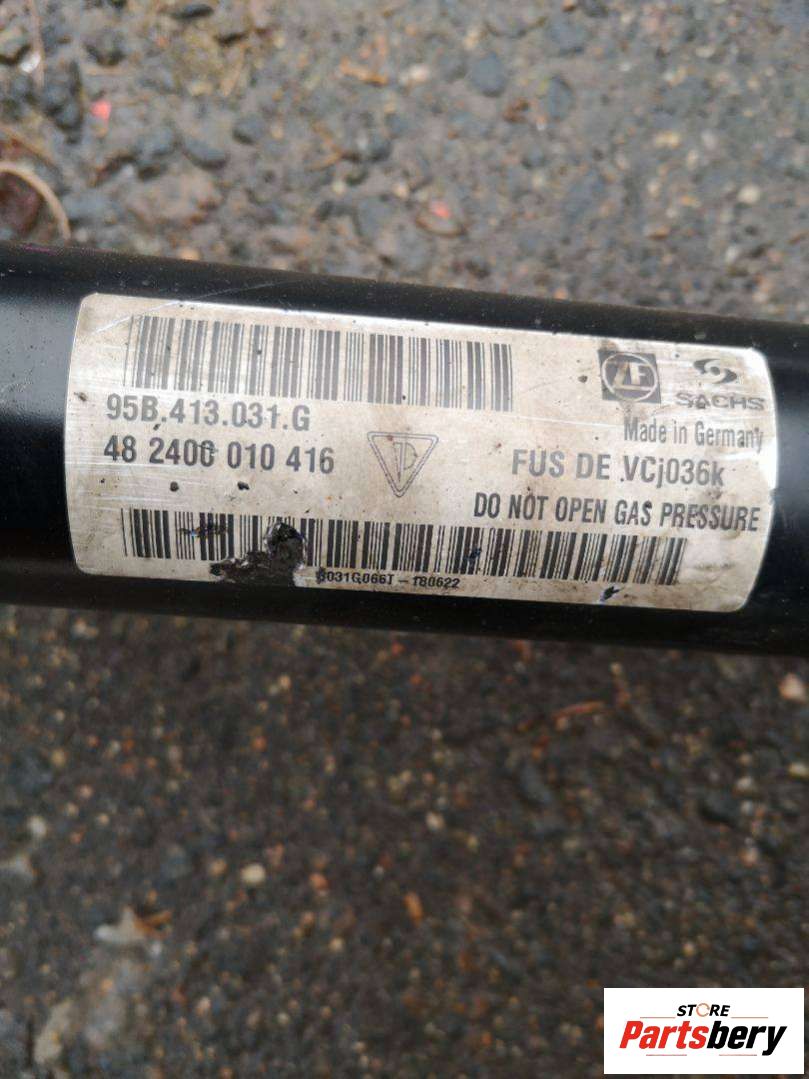 ZF SACHS
95B.413.031.G
Made in Germany
48 2400 010 416
FUS DE VCj036k
DO NOT OPEN GAS PRESSURE
STORE
Partsbery